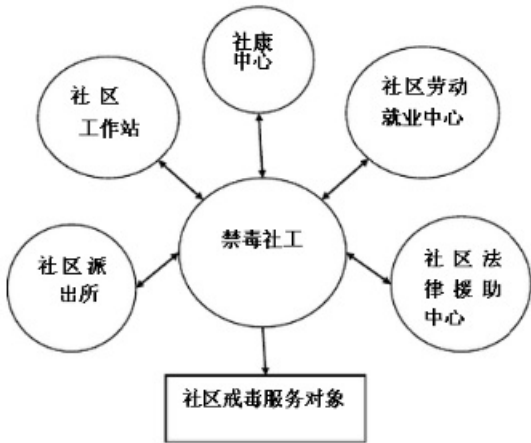 社康
中心
社 区
工作站
社区劳动
就业中心
禁毒社工
社区派
出所
社 区 法
律 援 助
中心
社区戒毒服务对象